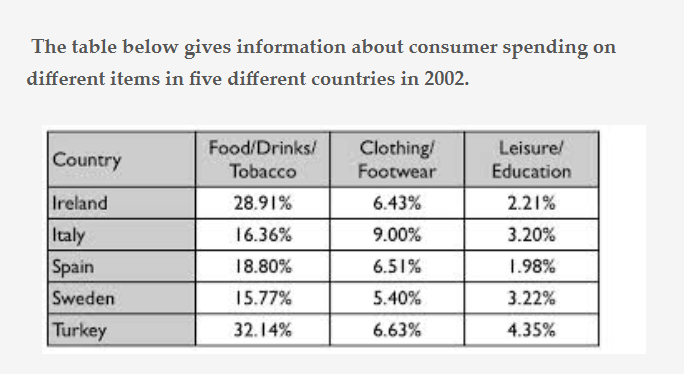 The table below gives information about consumer spending on
different items in five different countries in 2002.
Country Food/Drinks/ Tobacco Clothing/ Footwear Leisure/ Education
Ireland 28.91% 6.43% 2.21%
Italy 16.36% 9.00% 3.20%
Spain 18.80% 6.51% 1.98%
Sweden 15.77% 5.40% 3.22%
Turkey 32.14% 6.63% 4.35%